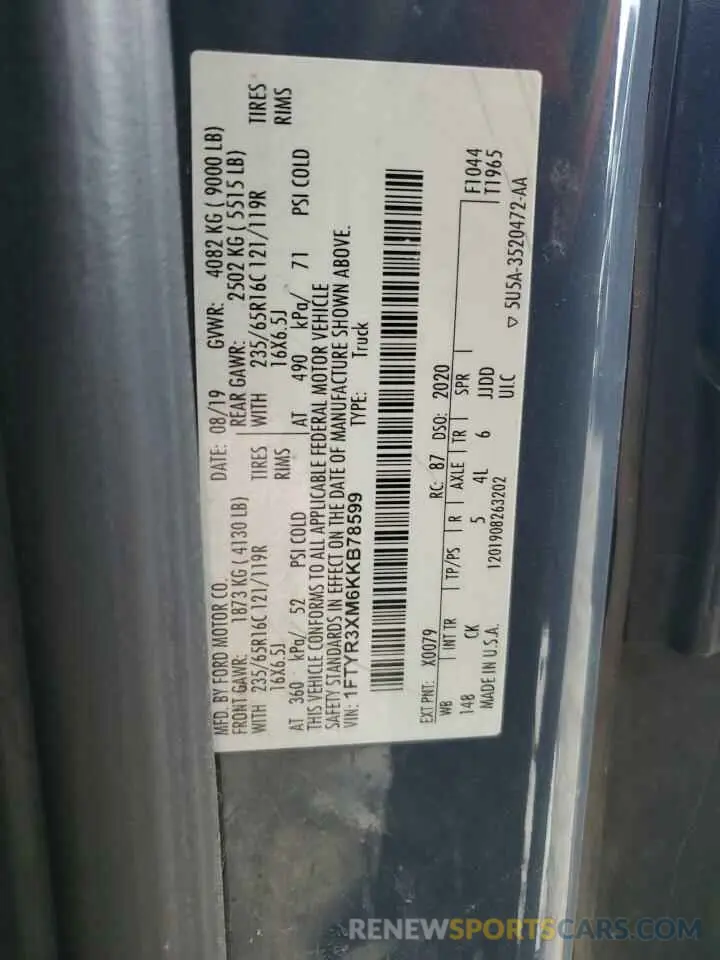 MFD. BY FORD MOTOR CO. DATE: 08/19 GVWR: 4082 KG ( 9000 LB)
FRONT GAWR: 1873 KG ( 4130 LB) REAR GAWR: 2502 KG ( 5515 LB)
WITH 235/65R16C 121/119R TIRES WITH 235/65R16C 121/119R TIRES
16X6.5J RIMS 16X6.5J RIMS
AT 360 kPa/ 52 PSI COLD AT 490 kPa/ 71 PSI COLD
THIS VEHICLE CONFORMS TO ALL APPLICABLE FEDERAL MOTOR VEHICLE
SAFETY STANDARDS IN EFFECT ON THE DATE OF MANUFACTURE SHOWN ABOVE.
VIN: 1FTYR3XM6KKB78599 TYPE: Truck
EXT PNT: X0079 RC: 87 DSO: 2020 F1044
WB INT TR TP/PS R AXLE TR SPR T1965
148 CK 5 4L 6 JJDD
MADE IN U.S.A. 1201908263202 UI.C
▽ 5U5A-3520472-AA
RENEWSPORTSCARS.COM